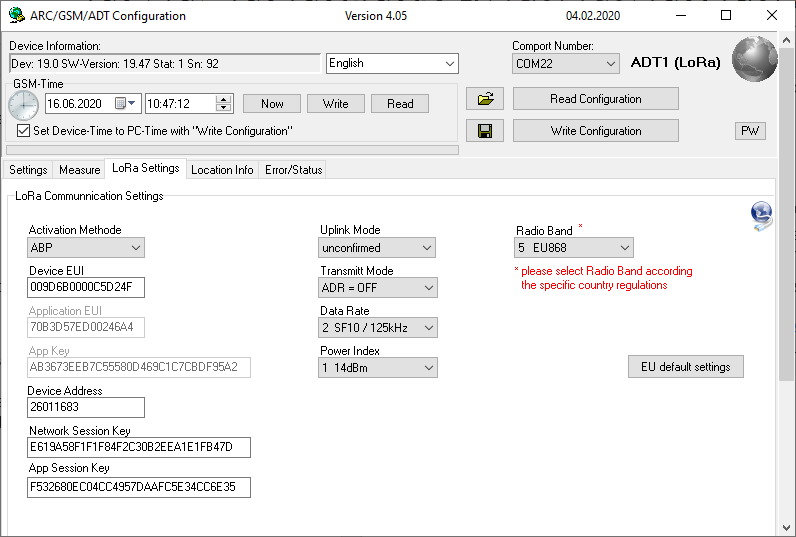 ARC/GSM/ADT Configuration Version 4.05 04.02.2020
Device Information:
Dev: 19.0 SW-Version: 19.47 Stat: 1 Sn: 92
English
Comport Number:
COM22
ADT1 (LoRa)
GSM-Time
16.06.2020
10:47:12
Now
Write
Read
Set Device-Time to PC-Time with "Write Configuration"
Read Configuration
Write Configuration
PW
Settings Measure LoRa Settings Location Info Error/Status
LoRa Communnication Settings
Activation Methode
ABP
Device EUI
009D6B0000C5D24F
Application EUI
70B3D57ED00246A4
App Key
AB3673EEB7C55580D469C1C7CBDF95A2
Device Address
26011683
Network Session Key
E619A58F1F1F84F2C30B2EEA1E1FB47D
App Session Key
F532680EC04CC4957DAAFC5E34CC6E35
Uplink Mode
unconfirmed
Transmitt Mode
ADR = OFF
Data Rate
2 SF10 / 125kHz
Power Index
1 14dBm
Radio Band *
5 EU868
* please select Radio Band according
the specific country regulations
EU default settings